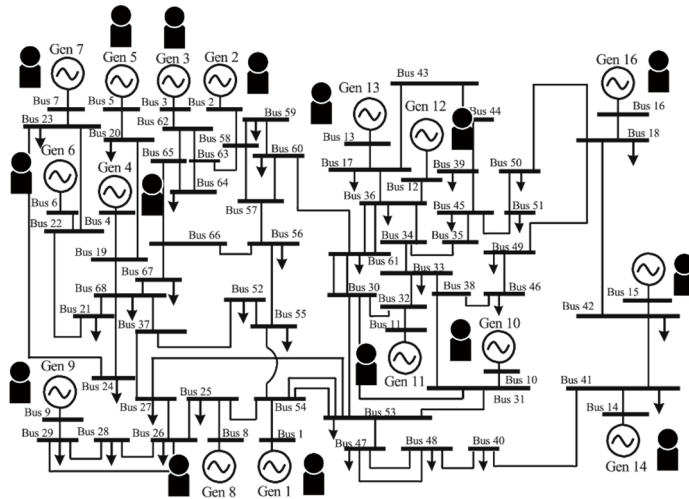 Gen 7
Gen 5
Gen 3
Gen 2
Bus 7
Bus 5
Bus 3
Bus 2
Bus 59
Bus 23
Bus 20
Bus 62
Bus 58
Bus 60
Gen 6
Gen 4
Bus 65
Bus 63
Bus 64
Bus 57
Bus 6
Bus 4
Bus 22
Bus 66
Bus 56
Bus 19
Bus 67
Bus 68
Bus 52
Bus 21
Bus 37
Bus 55
Gen 9
Bus 24
Bus 27
Bus 25
Bus 54
Bus 9
Bus 29
Bus 28
Bus 26
Bus 8
Bus 1
Gen 8
Gen 1
Bus 43
Gen 13
Gen 12
Bus 44
Gen 16
Bus 13
Bus 16
Bus 17
Bus 39
Bus 50
Bus 18
Bus 12
Bus 36
Bus 45
Bus 51
Bus 34
Bus 35
Bus 49
Bus 61
Bus 33
Bus 30
Bus 38
Bus 46
Bus 32
Gen 15
Bus 15
Bus 11
Gen 10
Bus 42
Gen 11
Bus 10
Bus 31
Bus 41
Bus 53
Bus 14
Bus 47
Bus 48
Bus 40
Gen 14